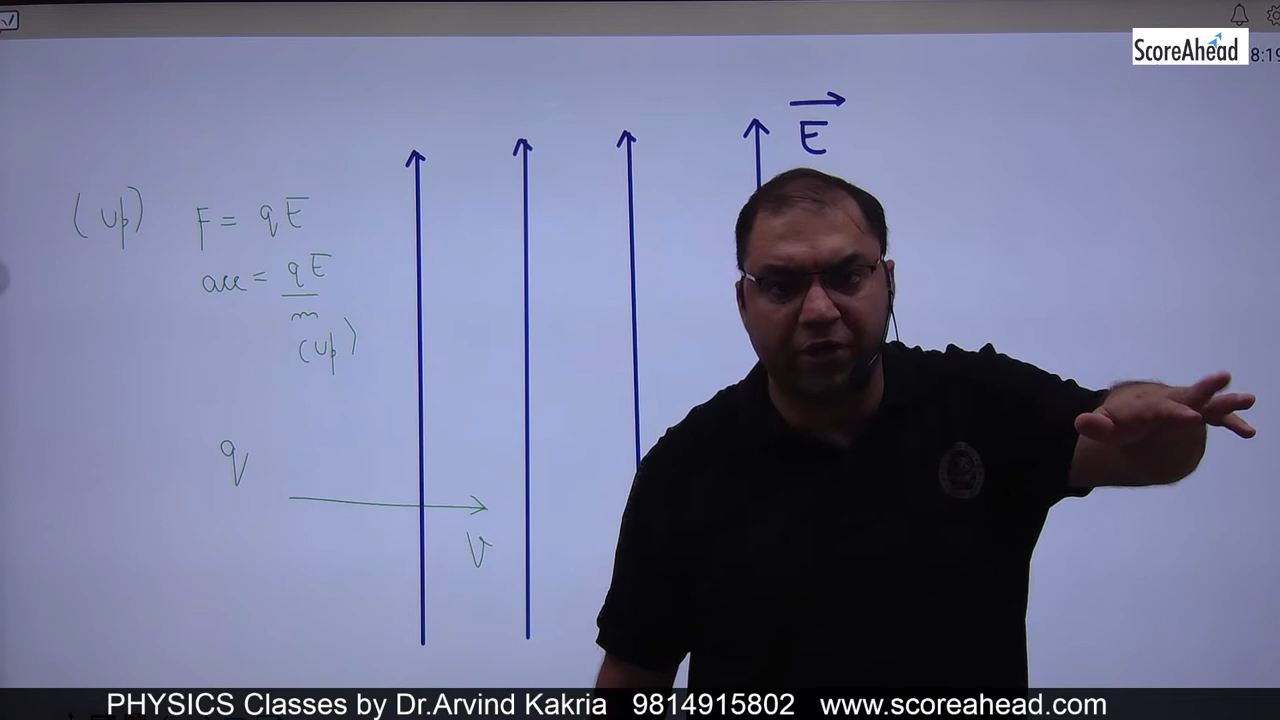 ScoreAhead
8:19
E
(up) F = qE
acc = qE
m
(up)
q
v
PHYSICS Classes by Dr.Arvind Kakria 9814915802 www.scoreahead.com